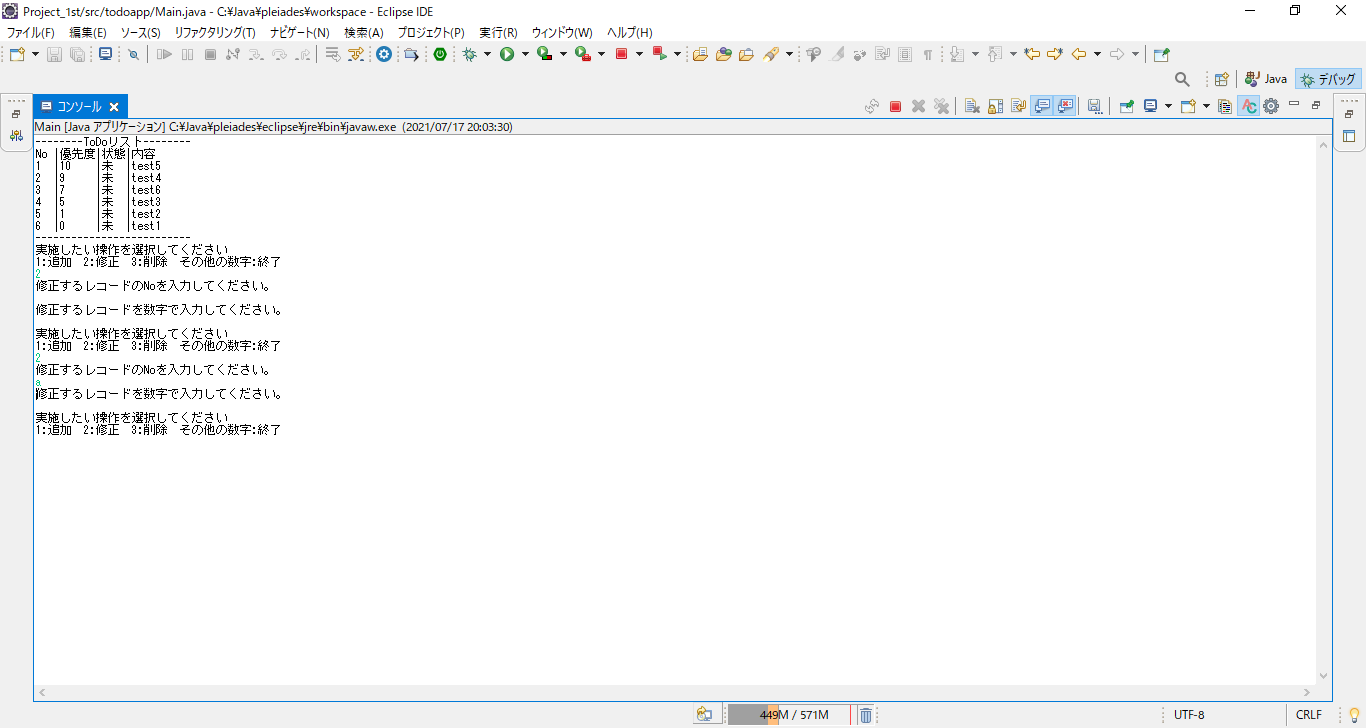 Project_1st/src/todoapp/Main.java - C:¥Java¥pleiades¥workspace - Eclipse IDE
ファイル(F) 編集(E) ソース(S) リファクタリング(T) ナビゲート(N) 検索(A) プロジェクト(P) 実行(R) ウィンドウ(W) ヘルプ(H)
Java デバッグ
コンソール
Main [Java アプリケーション] C:¥Java¥pleiades¥eclipse¥jre¥bin¥javaw.exe (2021/07/17 20:03:30)
--------ToDoリスト--------
No |優先度|状態|内容
1 |10 |未 |test5
2 |9 |未 |test4
3 |7 |未 |test6
4 |5 |未 |test3
5 |1 |未 |test2
6 |0 |未 |test1
--------------------------
実施したい操作を選択してください
1:追加 2:修正 3:削除 その他の数字:終了
2
修正するレコードのNoを入力してください。
修正するレコードを数字で入力してください。
実施したい操作を選択してください
1:追加 2:修正 3:削除 その他の数字:終了
2
修正するレコードのNoを入力してください。
a
修正するレコードを数字で入力してください。
実施したい操作を選択してください
1:追加 2:修正 3:削除 その他の数字:終了
449M / 571M UTF-8 CRLF